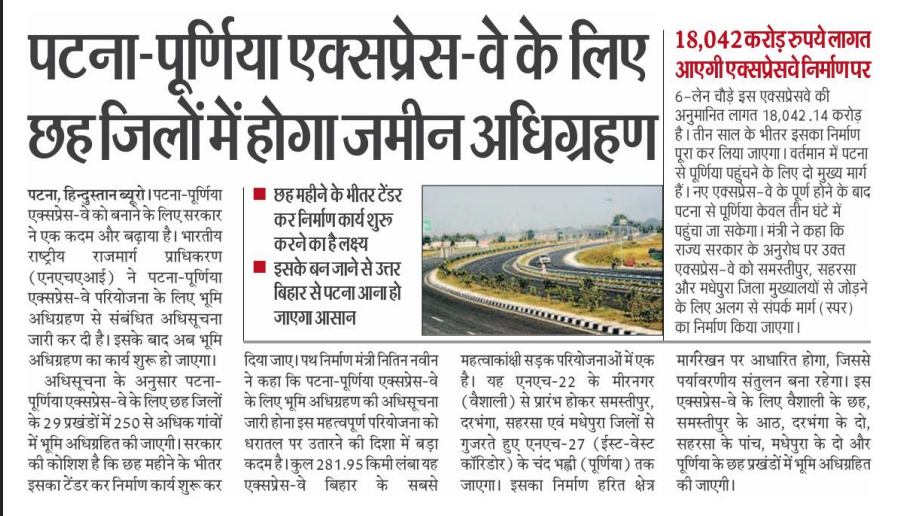 पटना-पूर्णिया एक्सप्रेस-वे के लिए
छह जिलों में होगा जमीन अधिग्रहण
पटना, हिन्दुस्तान ब्यूरो। पटना-पूर्णिया
एक्सप्रेस-वे को बनाने के लिए सरकार
ने एक कदम और बढ़ाया है। भारतीय
राष्ट्रीय राजमार्ग प्राधिकरण
(एनएचएआई) ने पटना-पूर्णिया
एक्सप्रेस-वे परियोजना के लिए भूमि
अधिग्रहण से संबंधित अधिसूचना
जारी कर दी है। इसके बाद अब भूमि
अधिग्रहण का कार्य शुरू हो जाएगा।
अधिसूचना के अनुसार पटना-
पूर्णिया एक्सप्रेस-वे के लिए छह जिलों
के 29 प्रखंडों में 250 से अधिक गांवों
में भूमि अधिग्रहित की जाएगी। सरकार
की कोशिश है कि छह महीने के भीतर
इसका टेंडर कर निर्माण कार्य शुरू कर
छह महीने के भीतर टेंडर
कर निर्माण कार्य शुरू
करने का है लक्ष्य
इसके बन जाने से उत्तर
बिहार से पटना आना हो
जाएगा आसान
दिया जाए। पथ निर्माण मंत्री नितिन नवीन
ने कहा कि पटना-पूर्णिया एक्सप्रेस-वे
के लिए भूमि अधिग्रहण की अधिसूचना
जारी होना इस महत्वपूर्ण परियोजना को
धरातल पर उतारने की दिशा में बड़ा
कदम है। कुल 281.95 किमी लंबा यह
एक्सप्रेस-वे बिहार के सबसे
महत्वाकांक्षी सड़क परियोजनाओं में एक
है। यह एनएच-22 के मीरनगर
(वैशाली) से प्रारंभ होकर समस्तीपुर,
दरभंगा, सहरसा एवं मधेपुरा जिलों से
गुजरते हुए एनएच-27 (ईस्ट-वेस्ट
कॉरिडोर) के चंद भट्टी (पूर्णिया) तक
जाएगा। इसका निर्माण हरित क्षेत्र
मार्गरेखन पर आधारित होगा, जिससे
पर्यावरणीय संतुलन बना रहेगा। इस
एक्सप्रेस-वे के लिए वैशाली के छह,
समस्तीपुर के आठ, दरभंगा के दो,
सहरसा के पांच, मधेपुरा के दो और
पूर्णिया के छह प्रखंडों में भूमि अधिग्रहित
की जाएगी।
18,042 करोड़ रुपये लागत
आएगी एक्सप्रेसवे निर्माण पर
6-लेन चौड़े इस एक्सप्रेसवे की
अनुमानित लागत 18,042.14 करोड़
है। तीन साल के भीतर इसका निर्माण
पूरा कर लिया जाएगा। वर्तमान में पटना
से पूर्णिया पहुंचने के लिए दो मुख्य मार्ग
हैं। नए एक्सप्रेस-वे के पूर्ण होने के बाद
पटना से पूर्णिया केवल तीन घंटे में
पहुंचा जा सकेगा। मंत्री ने कहा कि
राज्य सरकार के अनुरोध पर उक्त
एक्सप्रेस-वे को समस्तीपुर, सहरसा
और मधेपुरा जिला मुख्यालयों से जोड़ने
के लिए अलग से संपर्क मार्ग (स्पर)
का निर्माण किया जाएगा।